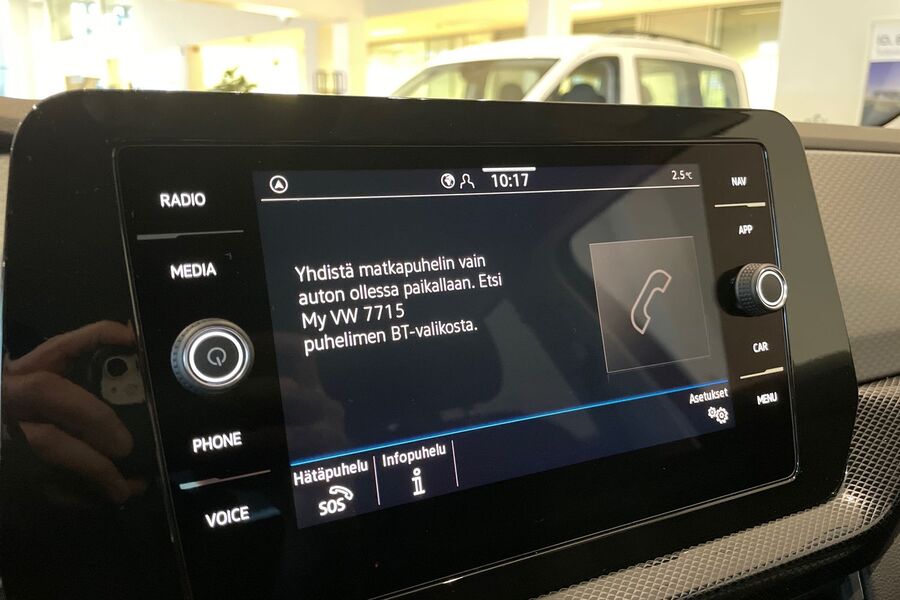 10:17
2.5°C
RADIO
MEDIA
PHONE
VOICE
Yhdistä matkapuhelin vain
auton ollessa paikallaan. Etsi
My VW 7715
puhelimen BT-valikosta.
Asetukset
Hätäpuhelu
SOS
Infopuhelu
i
NAV
APP
CAR
MENU